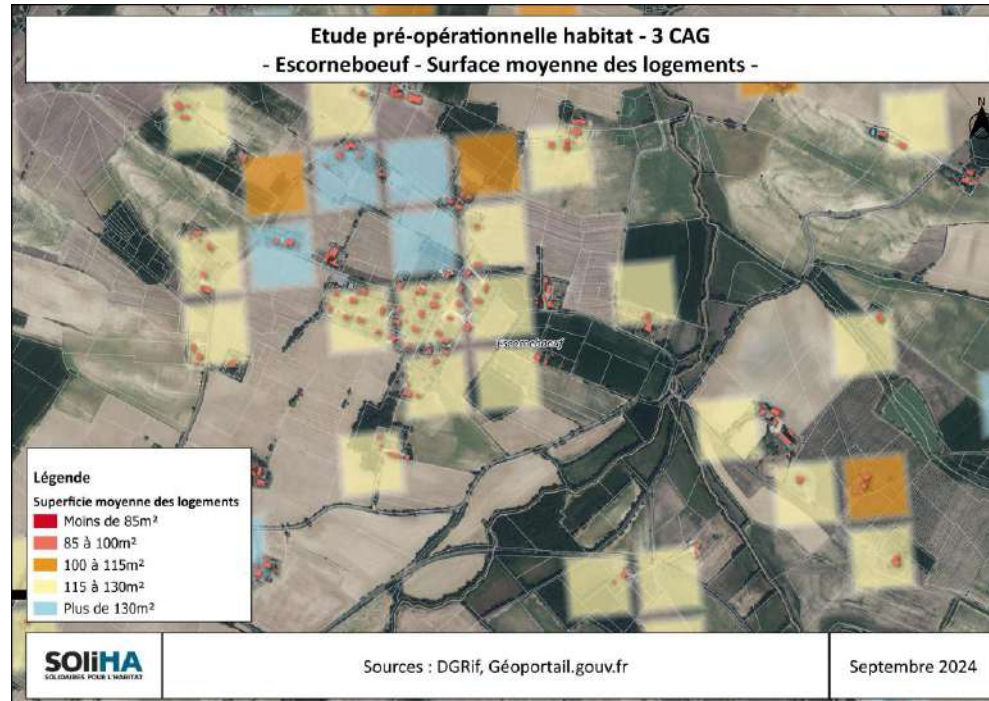 Etude pré-opérationnelle habitat - 3 CAG
- Escorneboeuf - Surface moyenne des logements -
N
Escorneboeuf
Légende
Superficie moyenne des logements
Moins de 85m²
85 à 100m²
100 à 115m²
115 à 130m²
Plus de 130m²
SOliHA
SOLIDAIRES POUR L'HABITAT
Sources : DGRif, Géoportail.gouv.fr
Septembre 2024